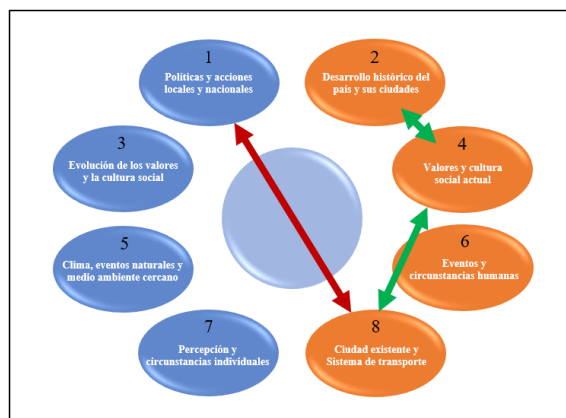 1
Políticas y acciones
locales y nacionales
2
Desarrollo histórico del
país y sus ciudades
3
Evolución de los valores
y la cultura social
4
Valores y cultura
social actual
5
Clima, eventos naturales y
medio ambiente cercano
6
Eventos y
circunstancias humanas
7
Percepción y
circunstancias individuales
8
Ciudad existente y
Sistema de transporte